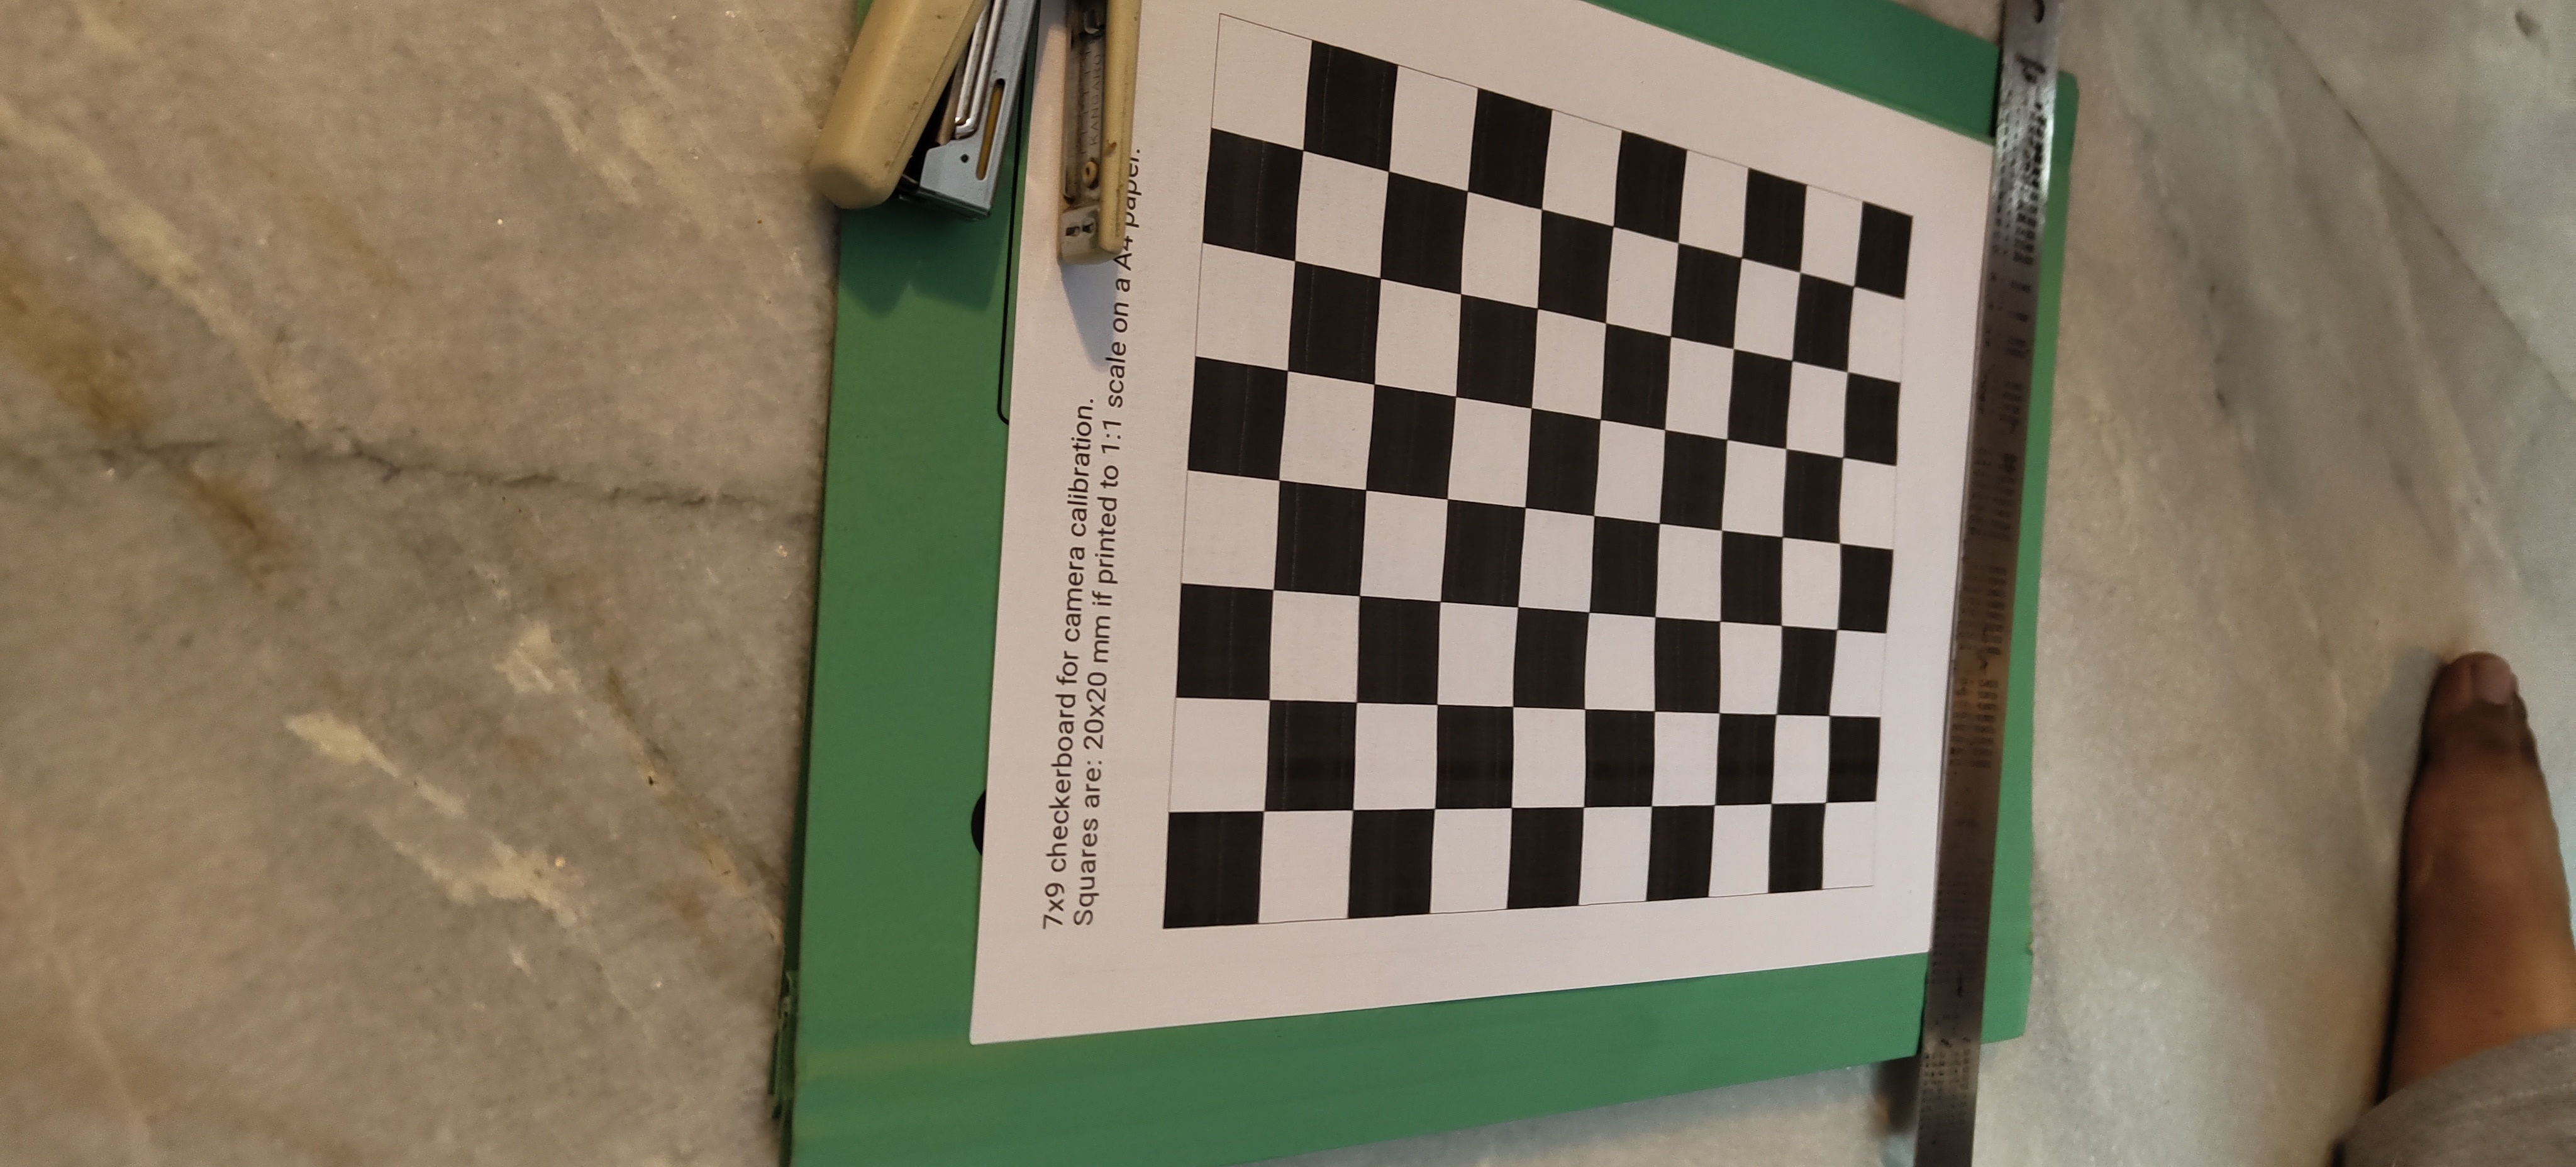 7x9 checkerboard for camera calibration.
Squares are: 20x20 mm if printed to 1:1 scale on a A4 paper.